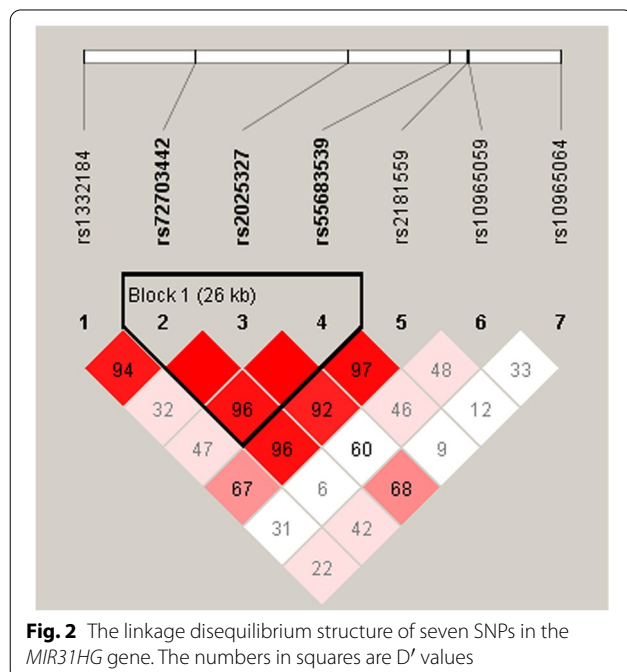 rs1332184
rs72703442
rs2025327
rs55683539
rs2181559
rs10965059
rs10965064
Block 1 (26 kb)
1 2 3 4 5 6 7
94 97 48 33
32 96 92 46 12
47 96 60 9
67 6 68
31 42
22
Fig. 2 The linkage disequilibrium structure of seven SNPs in the
MIR31HG gene. The numbers in squares are D′ values